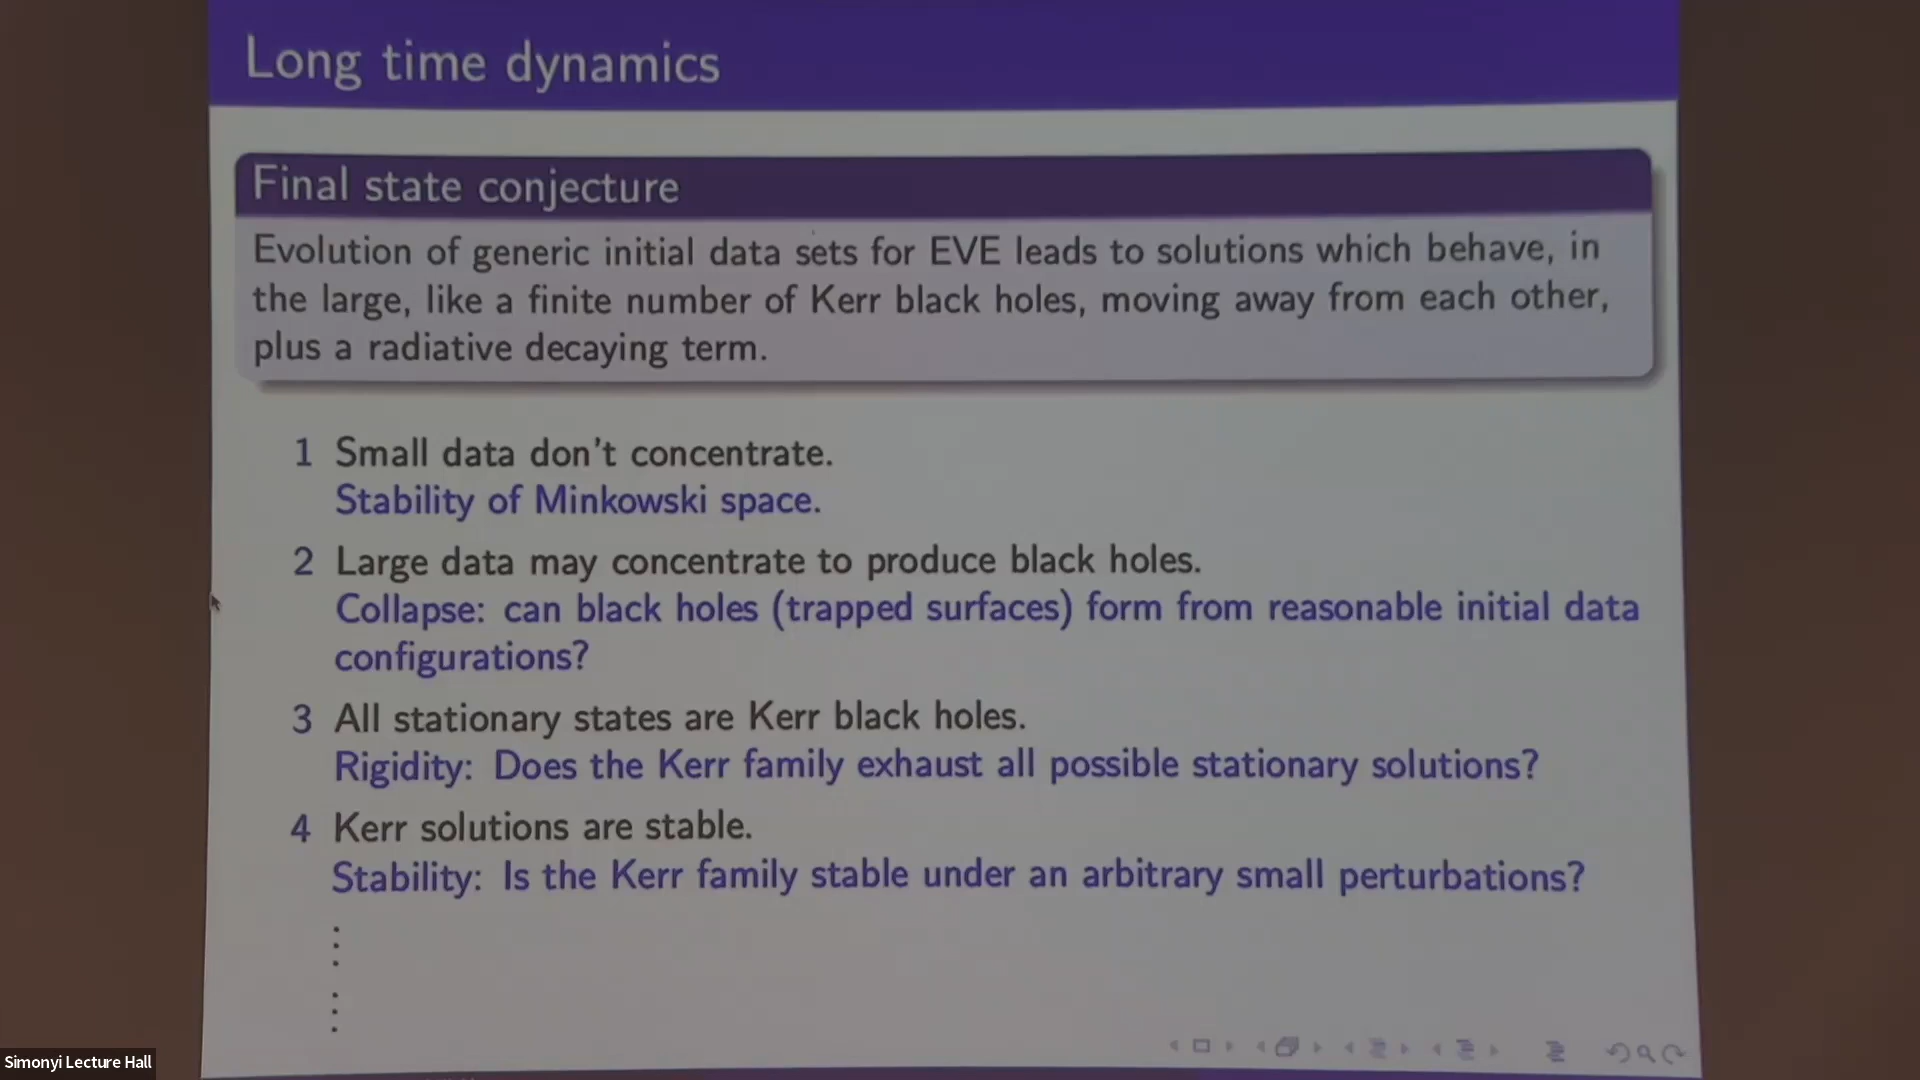 Long time dynamics
Final state conjecture
Evolution of generic initial data sets for EVE leads to solutions which behave, in
the large, like a finite number of Kerr black holes, moving away from each other,
plus a radiative decaying term.
1 Small data don't concentrate.
Stability of Minkowski space.
2 Large data may concentrate to produce black holes.
Collapse: can black holes (trapped surfaces) form from reasonable initial data
configurations?
3 All stationary states are Kerr black holes.
Rigidity: Does the Kerr family exhaust all possible stationary solutions?
4 Kerr solutions are stable.
Stability: Is the Kerr family stable under an arbitrary small perturbations?
⋮
⋮
Simonyi Lecture Hall